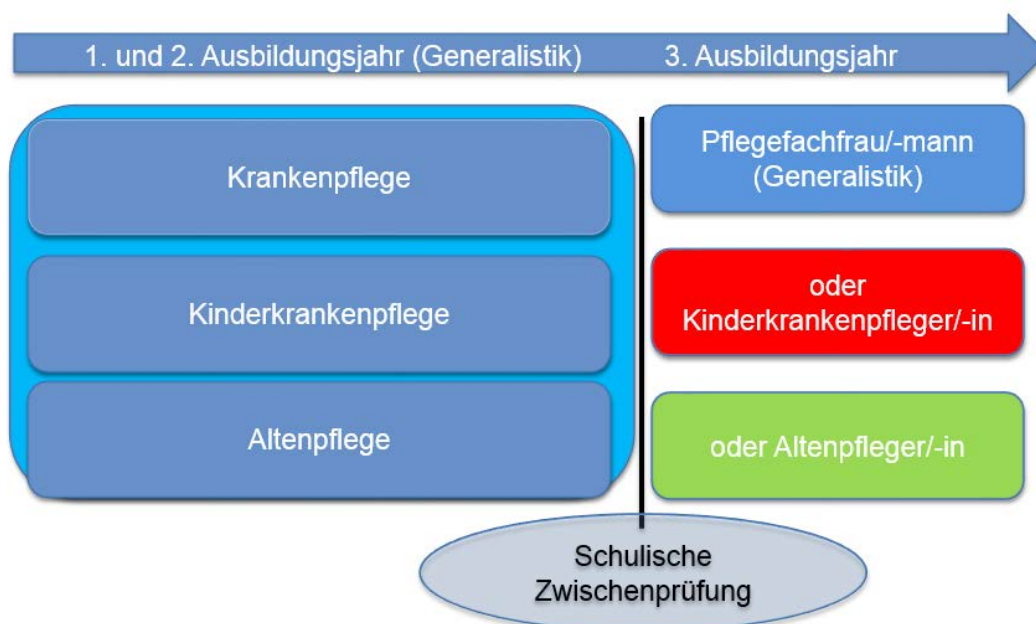 1. und 2. Ausbildungsjahr (Generalistik)
3. Ausbildungsjahr
Krankenpflege
Kinderkrankenpflege
Altenpflege
Pflegefachfrau/-mann
(Generalistik)
oder
Kinderkrankenpfleger/-in
oder Altenpfleger/-in
Schulische
Zwischenprüfung